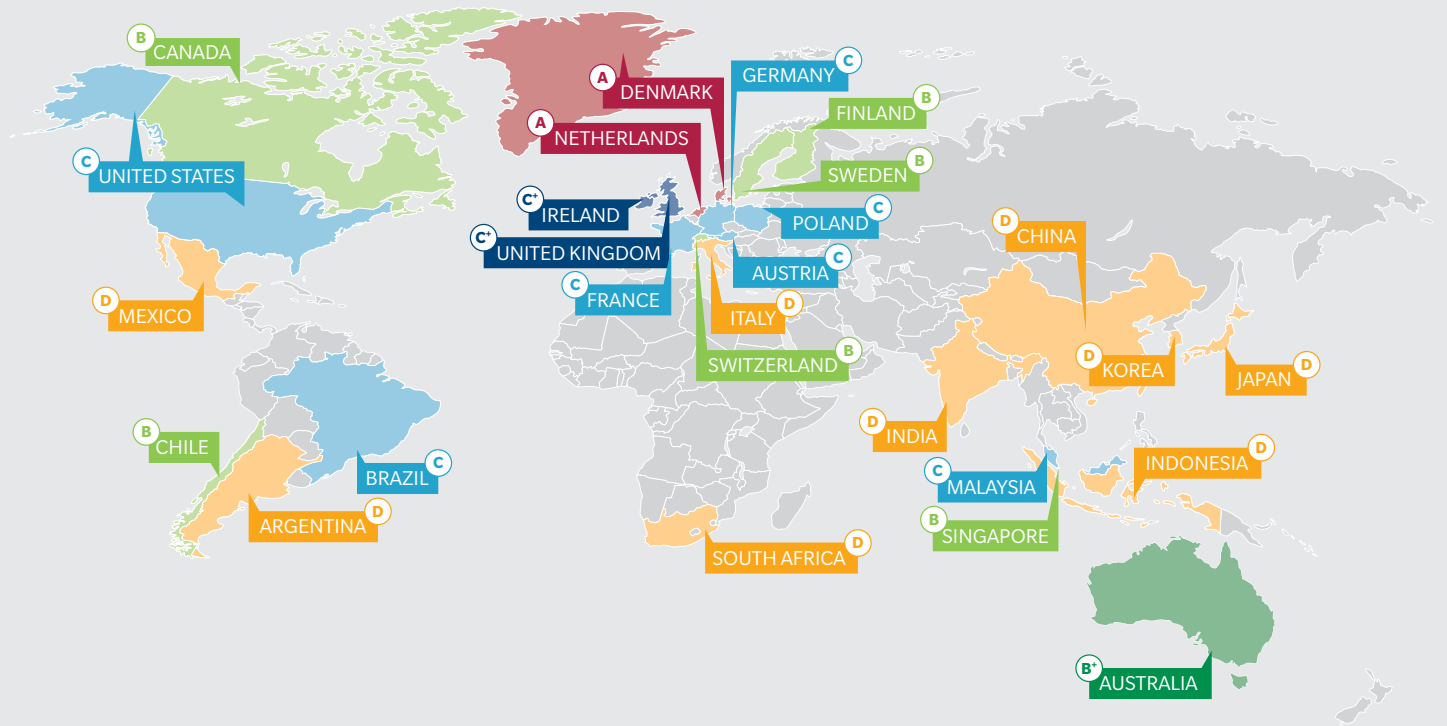 B
CANADA
C
GERMANY
A
DENMARK
B
FINLAND
A
NETHERLANDS
C
UNITED STATES
B
SWEDEN
C+
IRELAND
C
POLAND
D
CHINA
C+
UNITED KINGDOM
C
AUSTRIA
C
FRANCE
D
MEXICO
D
ITALY
B
SWITZERLAND
D
KOREA
D
JAPAN
D
INDIA
B
CHILE
C
BRAZIL
D
INDONESIA
C
MALAYSIA
D
ARGENTINA
B
SINGAPORE
D
SOUTH AFRICA
B+
AUSTRALIA